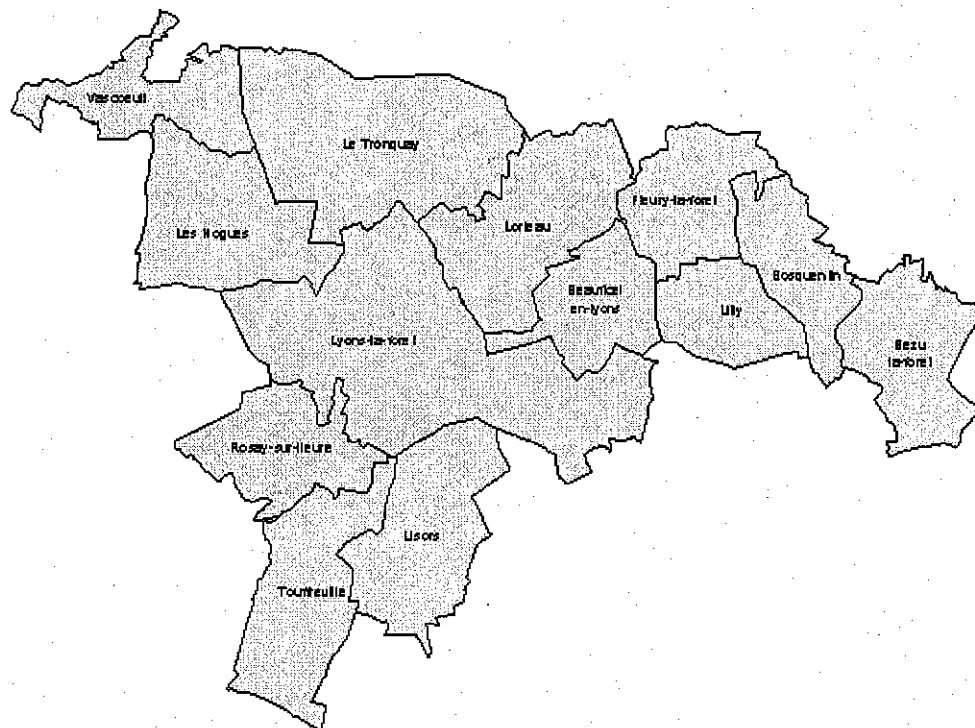 Vascoeuil
Le Tronquay
Les Hogues
Lorleau
Fleury-la-foret
Bosquentin
Beauficel
en-lyons
Lilly
Lyons-la-foret
Bezu
la-foret
Rosay-sur-lieure
Lisors
Touffreville